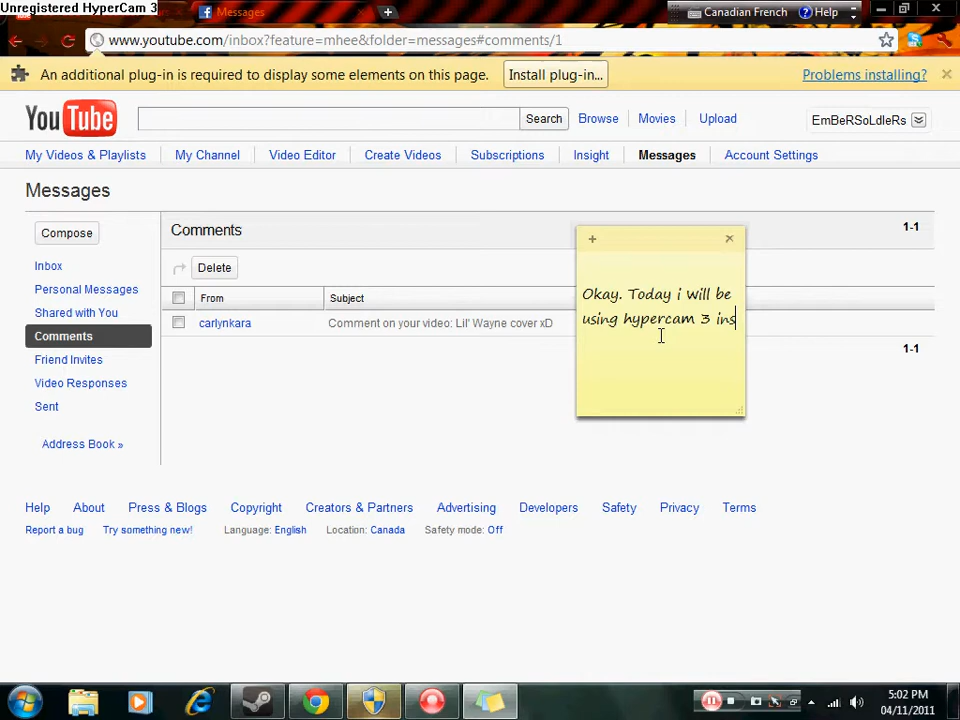 Unregistered HyperCam 3
Messages
Canadian French
Help
www.youtube.com/inbox?feature=mhee&folder=messages#comments/1
An additional plug-in is required to display some elements on this page.
Install plug-in...
Problems installing?
YouTube
Search
Browse
Movies
Upload
EmBeRSoLdIeRs
My Videos & Playlists
My Channel
Video Editor
Create Videos
Subscriptions
Insight
Messages
Account Settings
Messages
Compose
Inbox
Personal Messages
Shared with You
Comments
Friend Invites
Video Responses
Sent
Address Book »
Comments
1-1
Delete
From
Subject
carlynkara
Comment on your video: Lil' Wayne cover xD
1-1
Okay. Today i will be
using hypercam 3 ins
Help
About
Press & Blogs
Copyright
Creators & Partners
Advertising
Developers
Safety
Privacy
Terms
Report a bug
Try something new!
Language: English
Location: Canada
Safety mode: Off
5:02 PM
04/11/2011